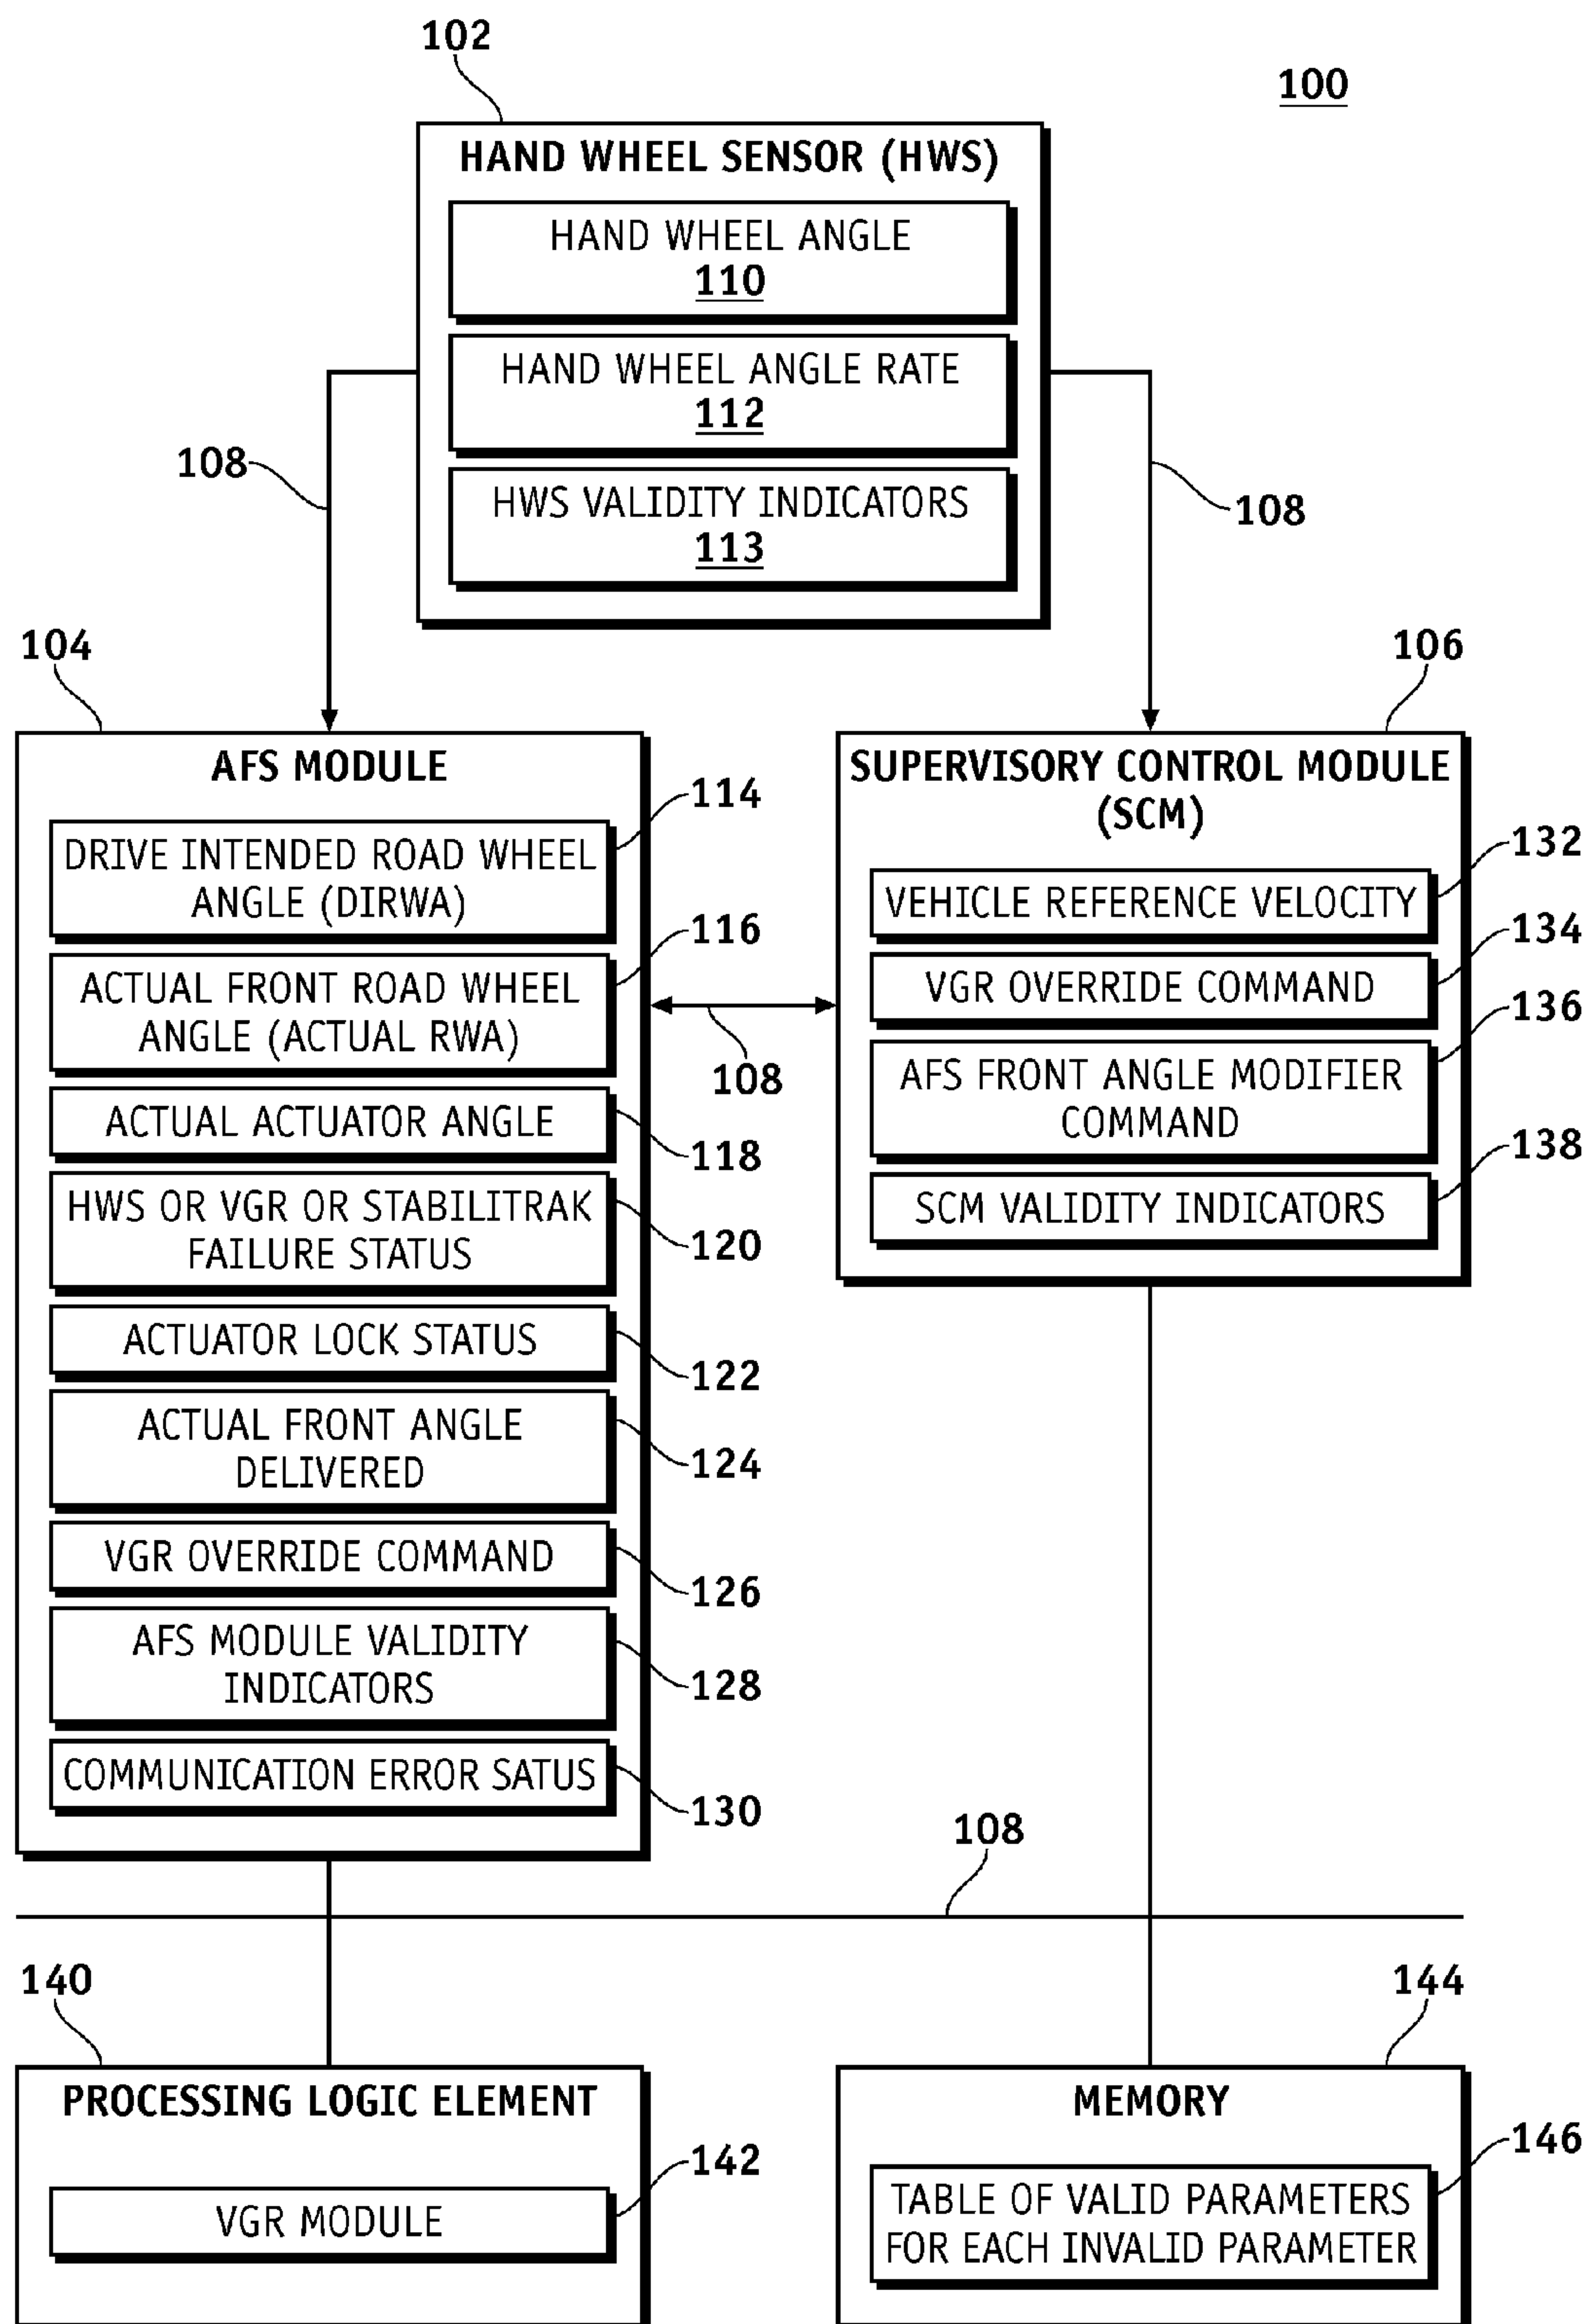 102
100
HAND WHEEL SENSOR (HWS)
HAND WHEEL ANGLE
110
HAND WHEEL ANGLE RATE
112
HWS VALIDITY INDICATORS
113
108
108
104
106
AFS MODULE
DRIVE INTENDED ROAD WHEEL
ANGLE (DIRWA)
114
ACTUAL FRONT ROAD WHEEL
ANGLE (ACTUAL RWA)
116
ACTUAL ACTUATOR ANGLE
118
HWS OR VGR OR STABILITRAK
FAILURE STATUS
120
ACTUATOR LOCK STATUS
122
ACTUAL FRONT ANGLE
DELIVERED
124
VGR OVERRIDE COMMAND
126
AFS MODULE VALIDITY
INDICATORS
128
COMMUNICATION ERROR SATUS
130
108
SUPERVISORY CONTROL MODULE
(SCM)
VEHICLE REFERENCE VELOCITY
132
VGR OVERRIDE COMMAND
134
AFS FRONT ANGLE MODIFIER
COMMAND
136
SCM VALIDITY INDICATORS
138
108
140
PROCESSING LOGIC ELEMENT
VGR MODULE
142
144
MEMORY
TABLE OF VALID PARAMETERS
FOR EACH INVALID PARAMETER
146